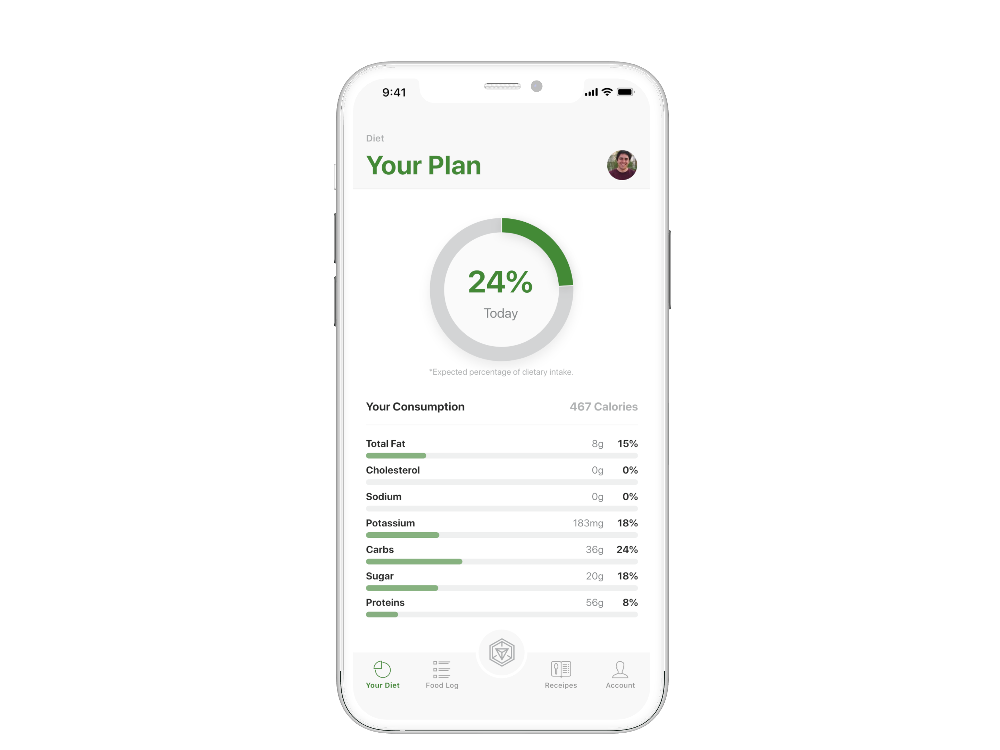 9:41
Diet
Your Plan
24%
Today
*Expected percentage of dietary intake.
Your Consumption 467 Calories
Total Fat 8g 15%
Cholesterol 0g 0%
Sodium 0g 0%
Potassium 183mg 18%
Carbs 36g 24%
Sugar 20g 18%
Proteins 56g 8%
Your Diet Food Log Receipes Account